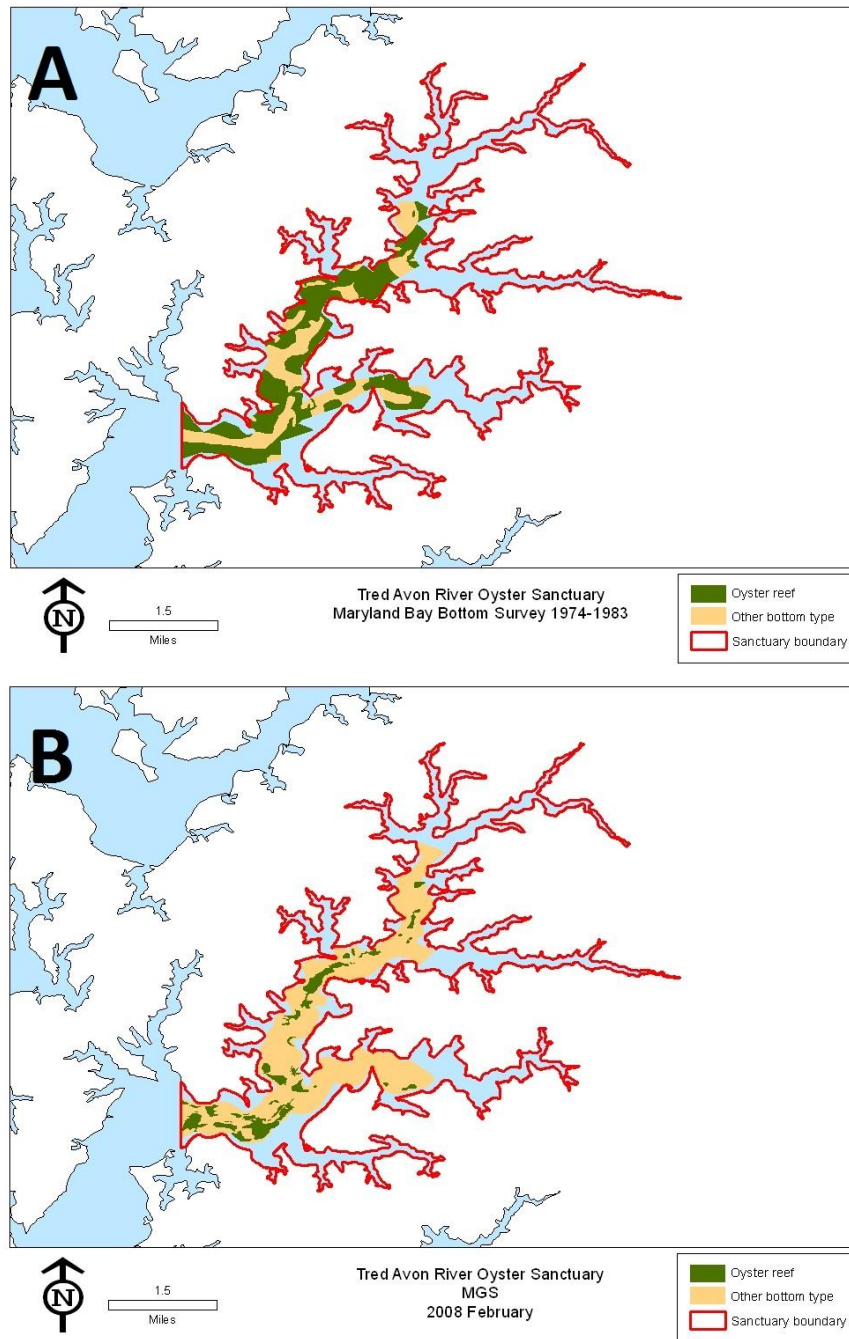 A
N
1.5
Miles
Tred Avon River Oyster Sanctuary
Maryland Bay Bottom Survey 1974-1983
Oyster reef
Other bottom type
Sanctuary boundary
B
N
1.5
Miles
Tred Avon River Oyster Sanctuary
MGS
2008 February
Oyster reef
Other bottom type
Sanctuary boundary